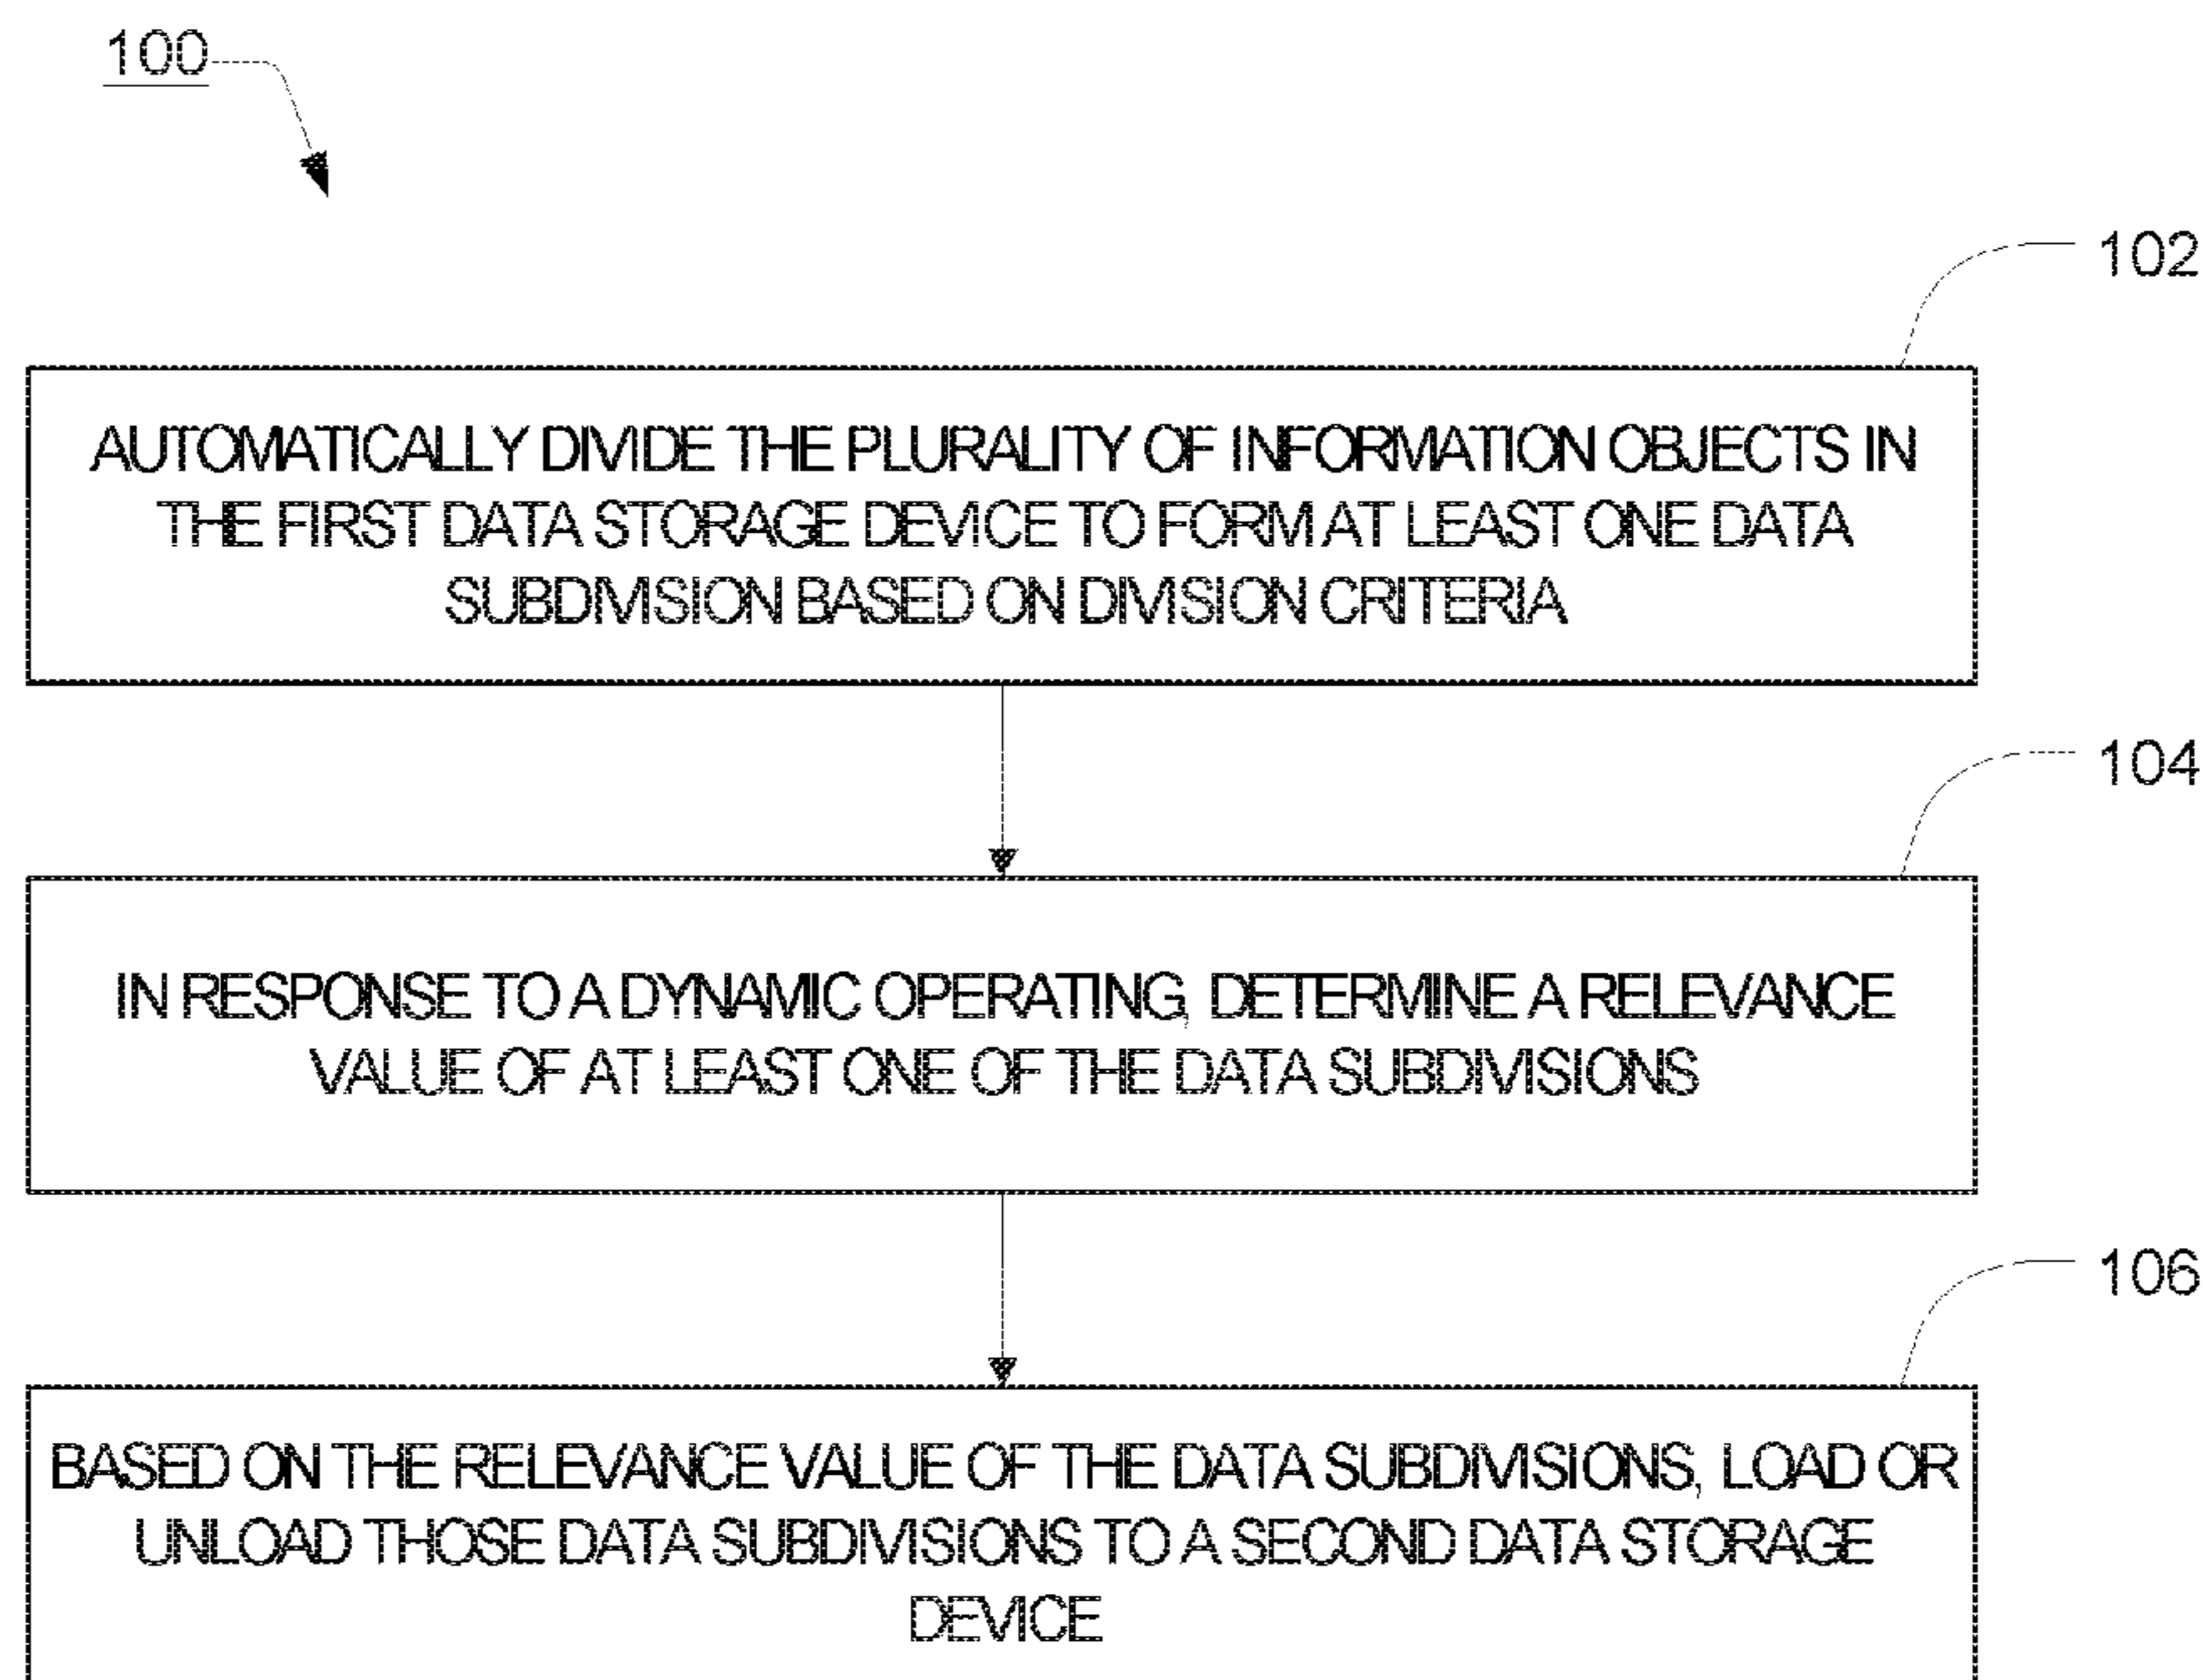 100
102
AUTOMATICALLY DIVIDE THE PLURALITY OF INFORMATION OBJECTS IN
THE FIRST DATA STORAGE DEVICE TO FORM AT LEAST ONE DATA
SUBDIVISION BASED ON DIVISION CRITERIA
104
IN RESPONSE TO A DYNAMIC OPERATING, DETERMINE A RELEVANCE
VALUE OF AT LEAST ONE OF THE DATA SUBDIVISIONS
106
BASED ON THE RELEVANCE VALUE OF THE DATA SUBDIVISIONS, LOAD OR
UNLOAD THOSE DATA SUBDIVISIONS TO A SECOND DATA STORAGE
DEVICE